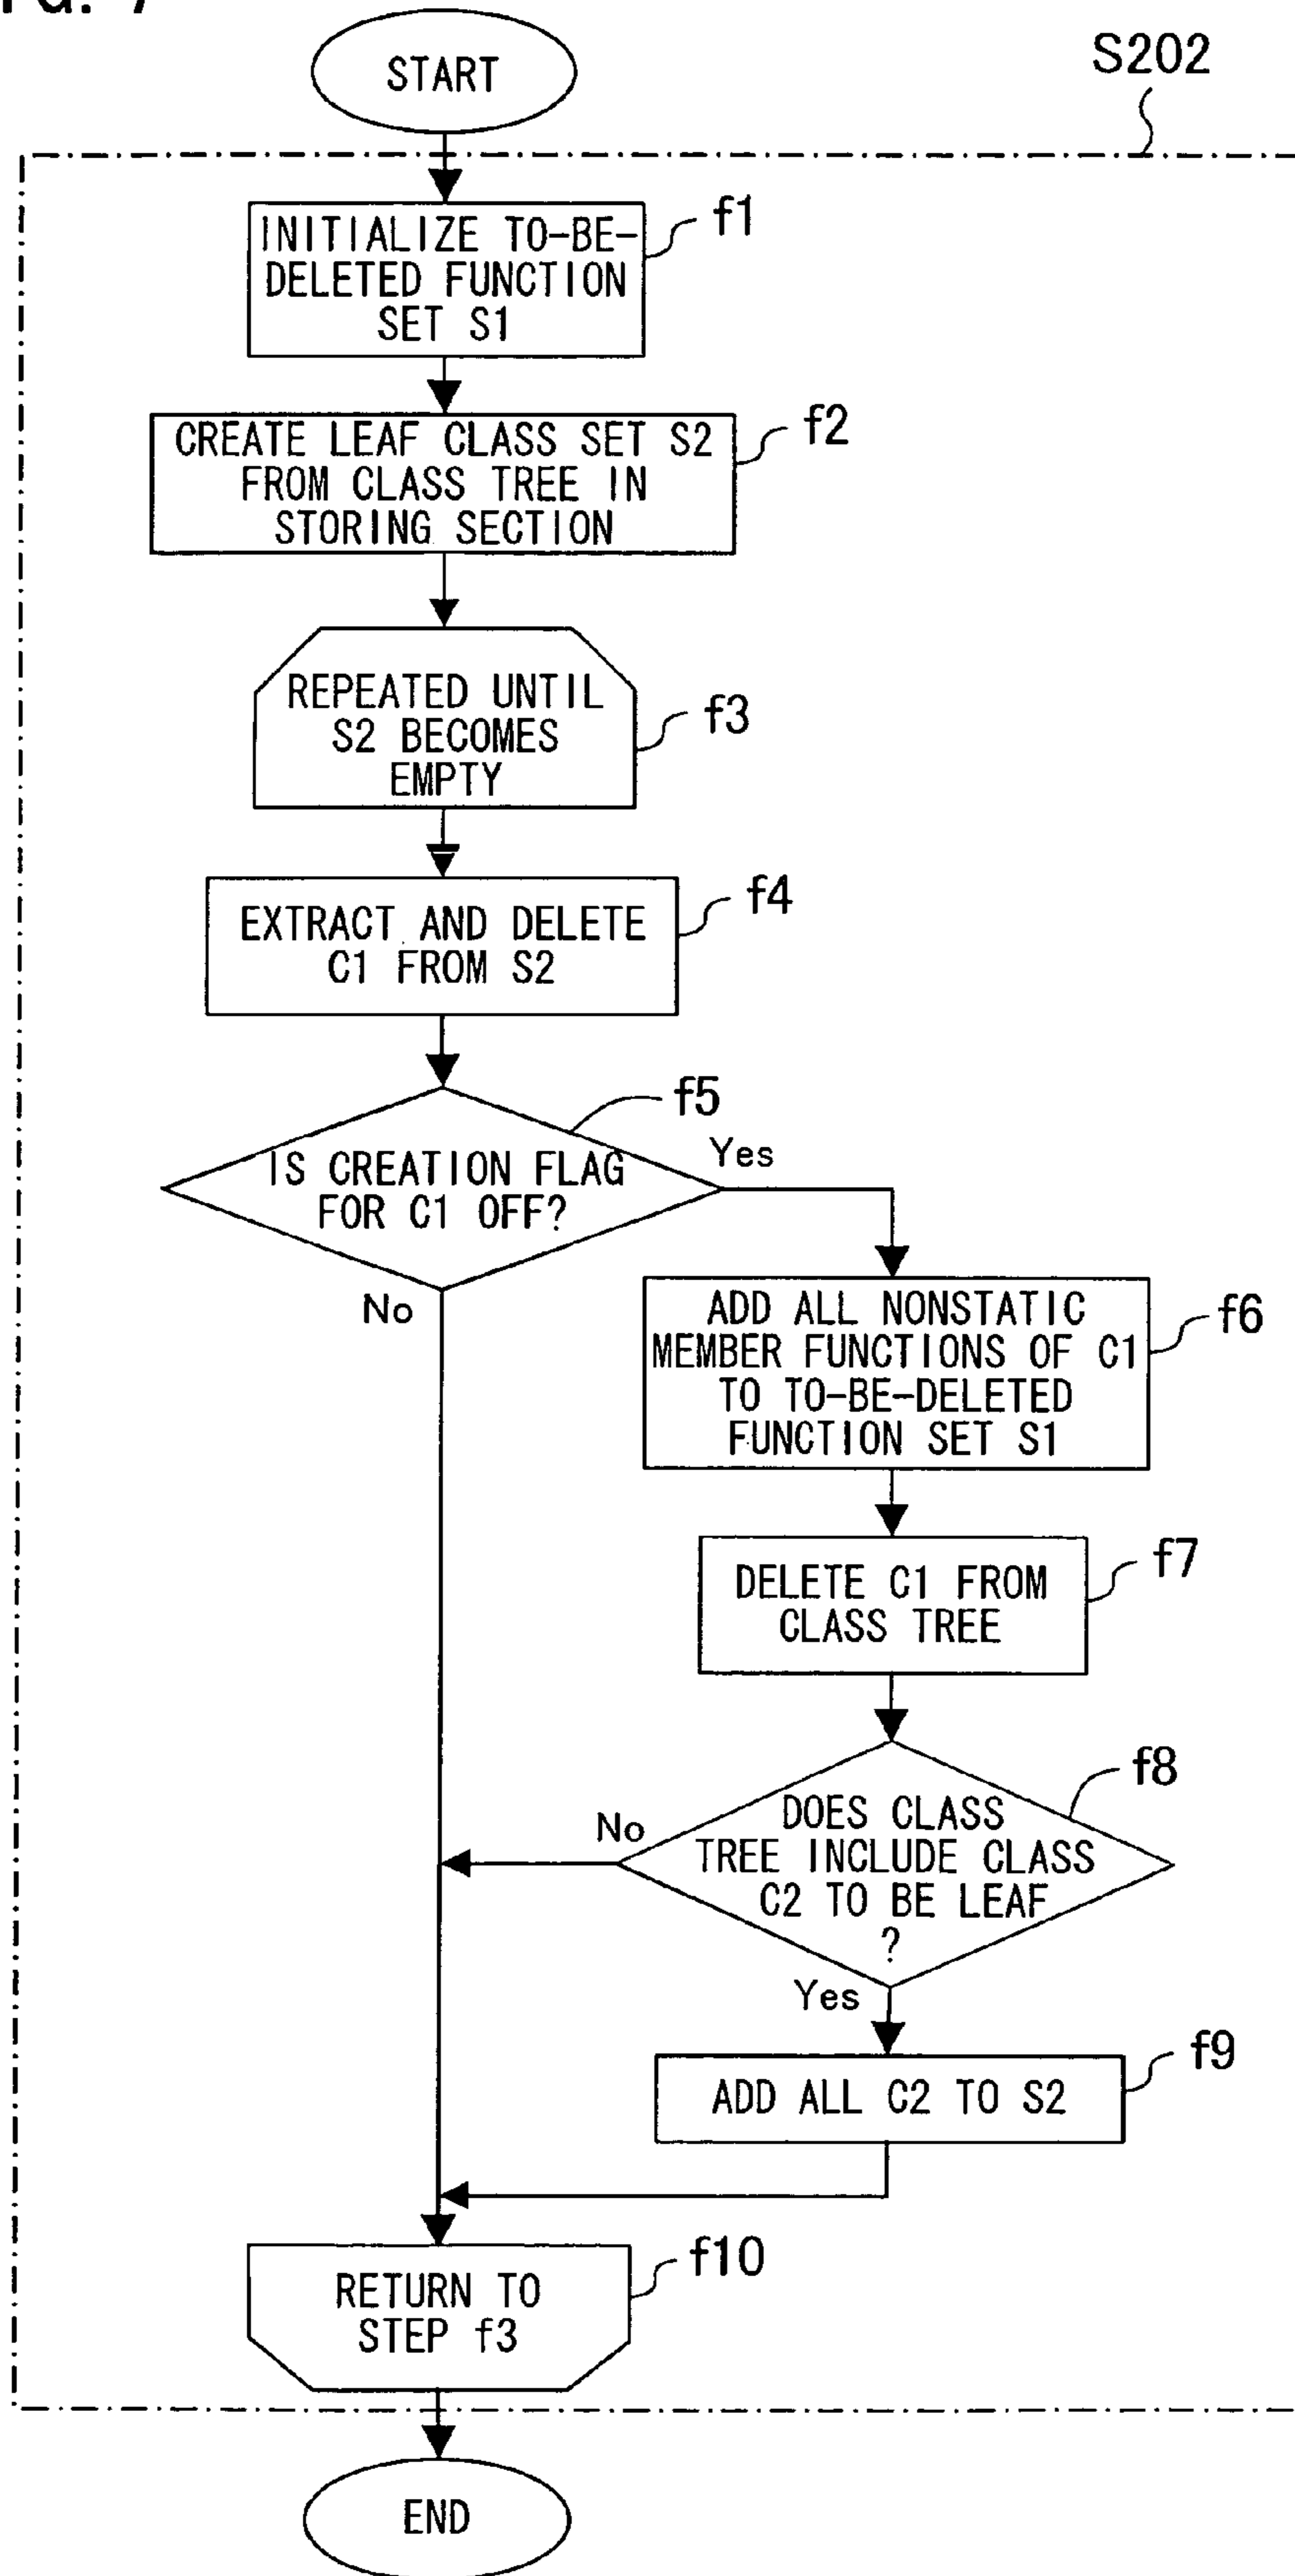 START
S202
INITIALIZE TO-BE-
DELETED FUNCTION
SET S1
f1
CREATE LEAF CLASS SET S2
FROM CLASS TREE IN
STORING SECTION
f2
REPEATED UNTIL
S2 BECOMES
EMPTY
f3
EXTRACT AND DELETE
C1 FROM S2
f4
IS CREATION FLAG
FOR C1 OFF?
f5
Yes
No
ADD ALL NONSTATIC
MEMBER FUNCTIONS OF C1
TO TO-BE-DELETED
FUNCTION SET S1
f6
DELETE C1 FROM
CLASS TREE
f7
DOES CLASS
TREE INCLUDE CLASS
C2 TO BE LEAF
?
f8
No
Yes
ADD ALL C2 TO S2
f9
RETURN TO
STEP f3
f10
END